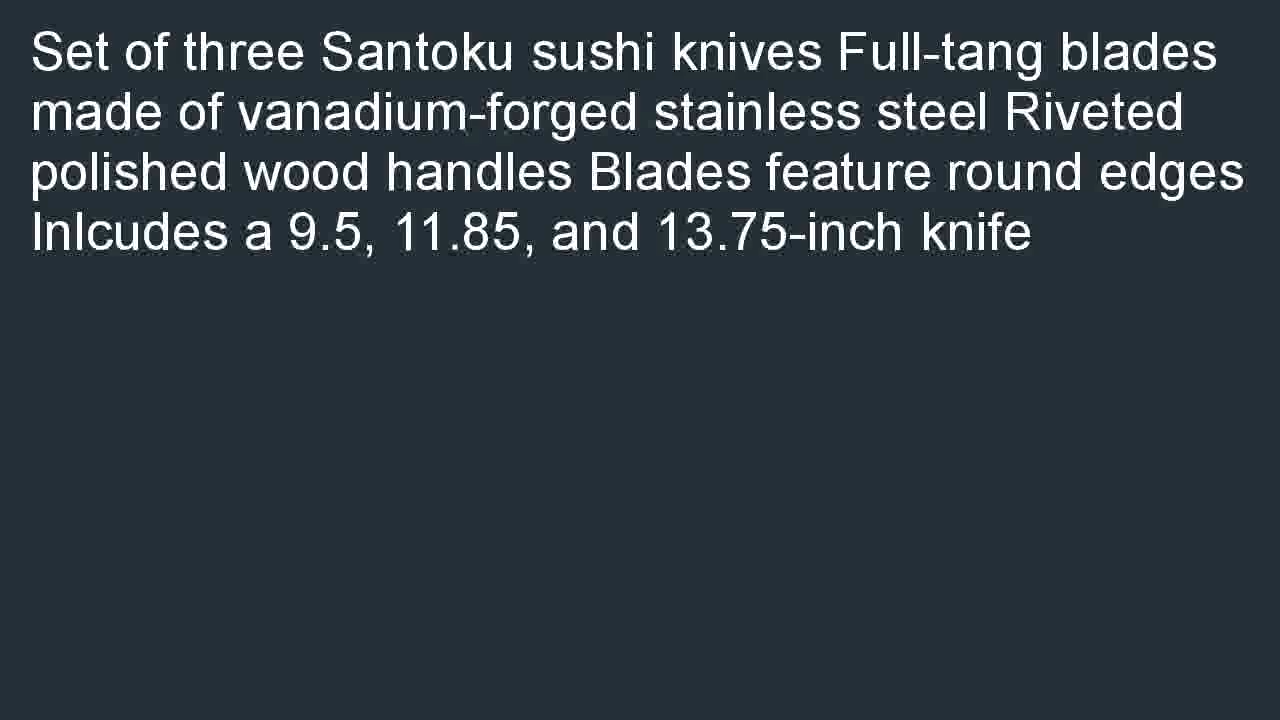 Set of three Santoku sushi knives Full-tang blades
made of vanadium-forged stainless steel Riveted
polished wood handles Blades feature round edges
Inlcudes a 9.5, 11.85, and 13.75-inch knife